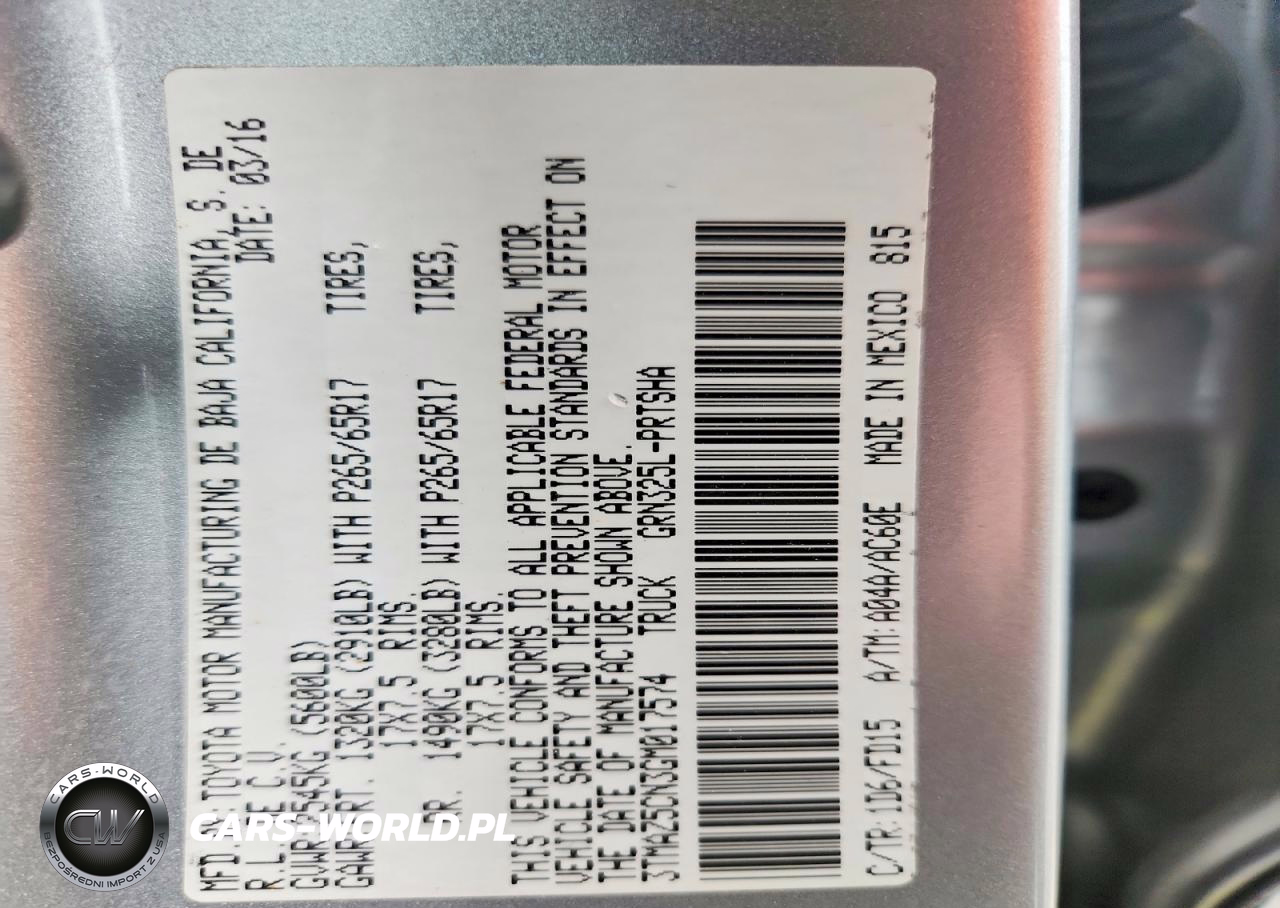 MFD. TOYOTA MOTOR MANUFACTURING DE BAJA CALIFORNIA, S. DE
R.L. DE C.V. DATE: 03/16
GVWR 2545KG (5600LB)
GAWR FRT. 1320KG (2910LB) WITH P265/65R17 TIRES,
17X7.5 RIMS.
RR. 1490KG (3280LB) WITH P265/65R17 TIRES,
17X7.5 RIMS.
THIS VEHICLE CONFORMS TO ALL APPLICABLE FEDERAL MOTOR
VEHICLE SAFETY AND THEFT PREVENTION STANDARDS IN EFFECT ON
THE DATE OF MANUFACTURE SHOWN ABOVE.
3TMAZ5CN3GM017574 TRUCK GRN325L-PRTSHA
C/TR:1D6/FD15 A/TM:A04A/AC60E MADE IN MEXICO 815
CARS-WORLD
CW
BEZPOŚREDNI IMPORT Z USA
CARS-WORLD.PL